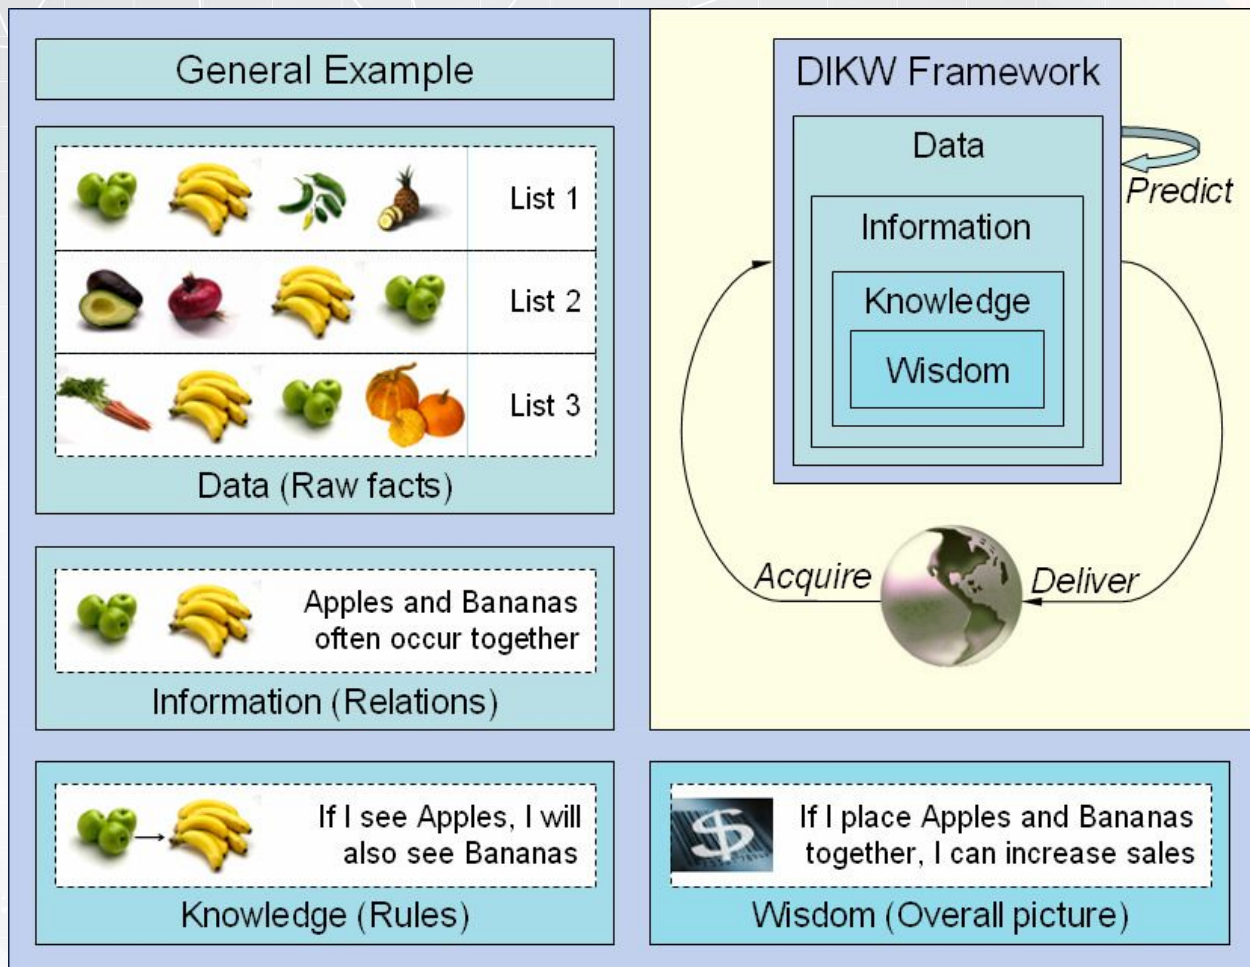 General Example
List 1
List 2
List 3
Data (Raw facts)
Apples and Bananas
often occur together
Information (Relations)
If I see Apples, I will
also see Bananas
Knowledge (Rules)
DIKW Framework
Data
Predict
Information
Knowledge
Wisdom
Acquire
Deliver
If I place Apples and Bananas
together, I can increase sales
Wisdom (Overall picture)